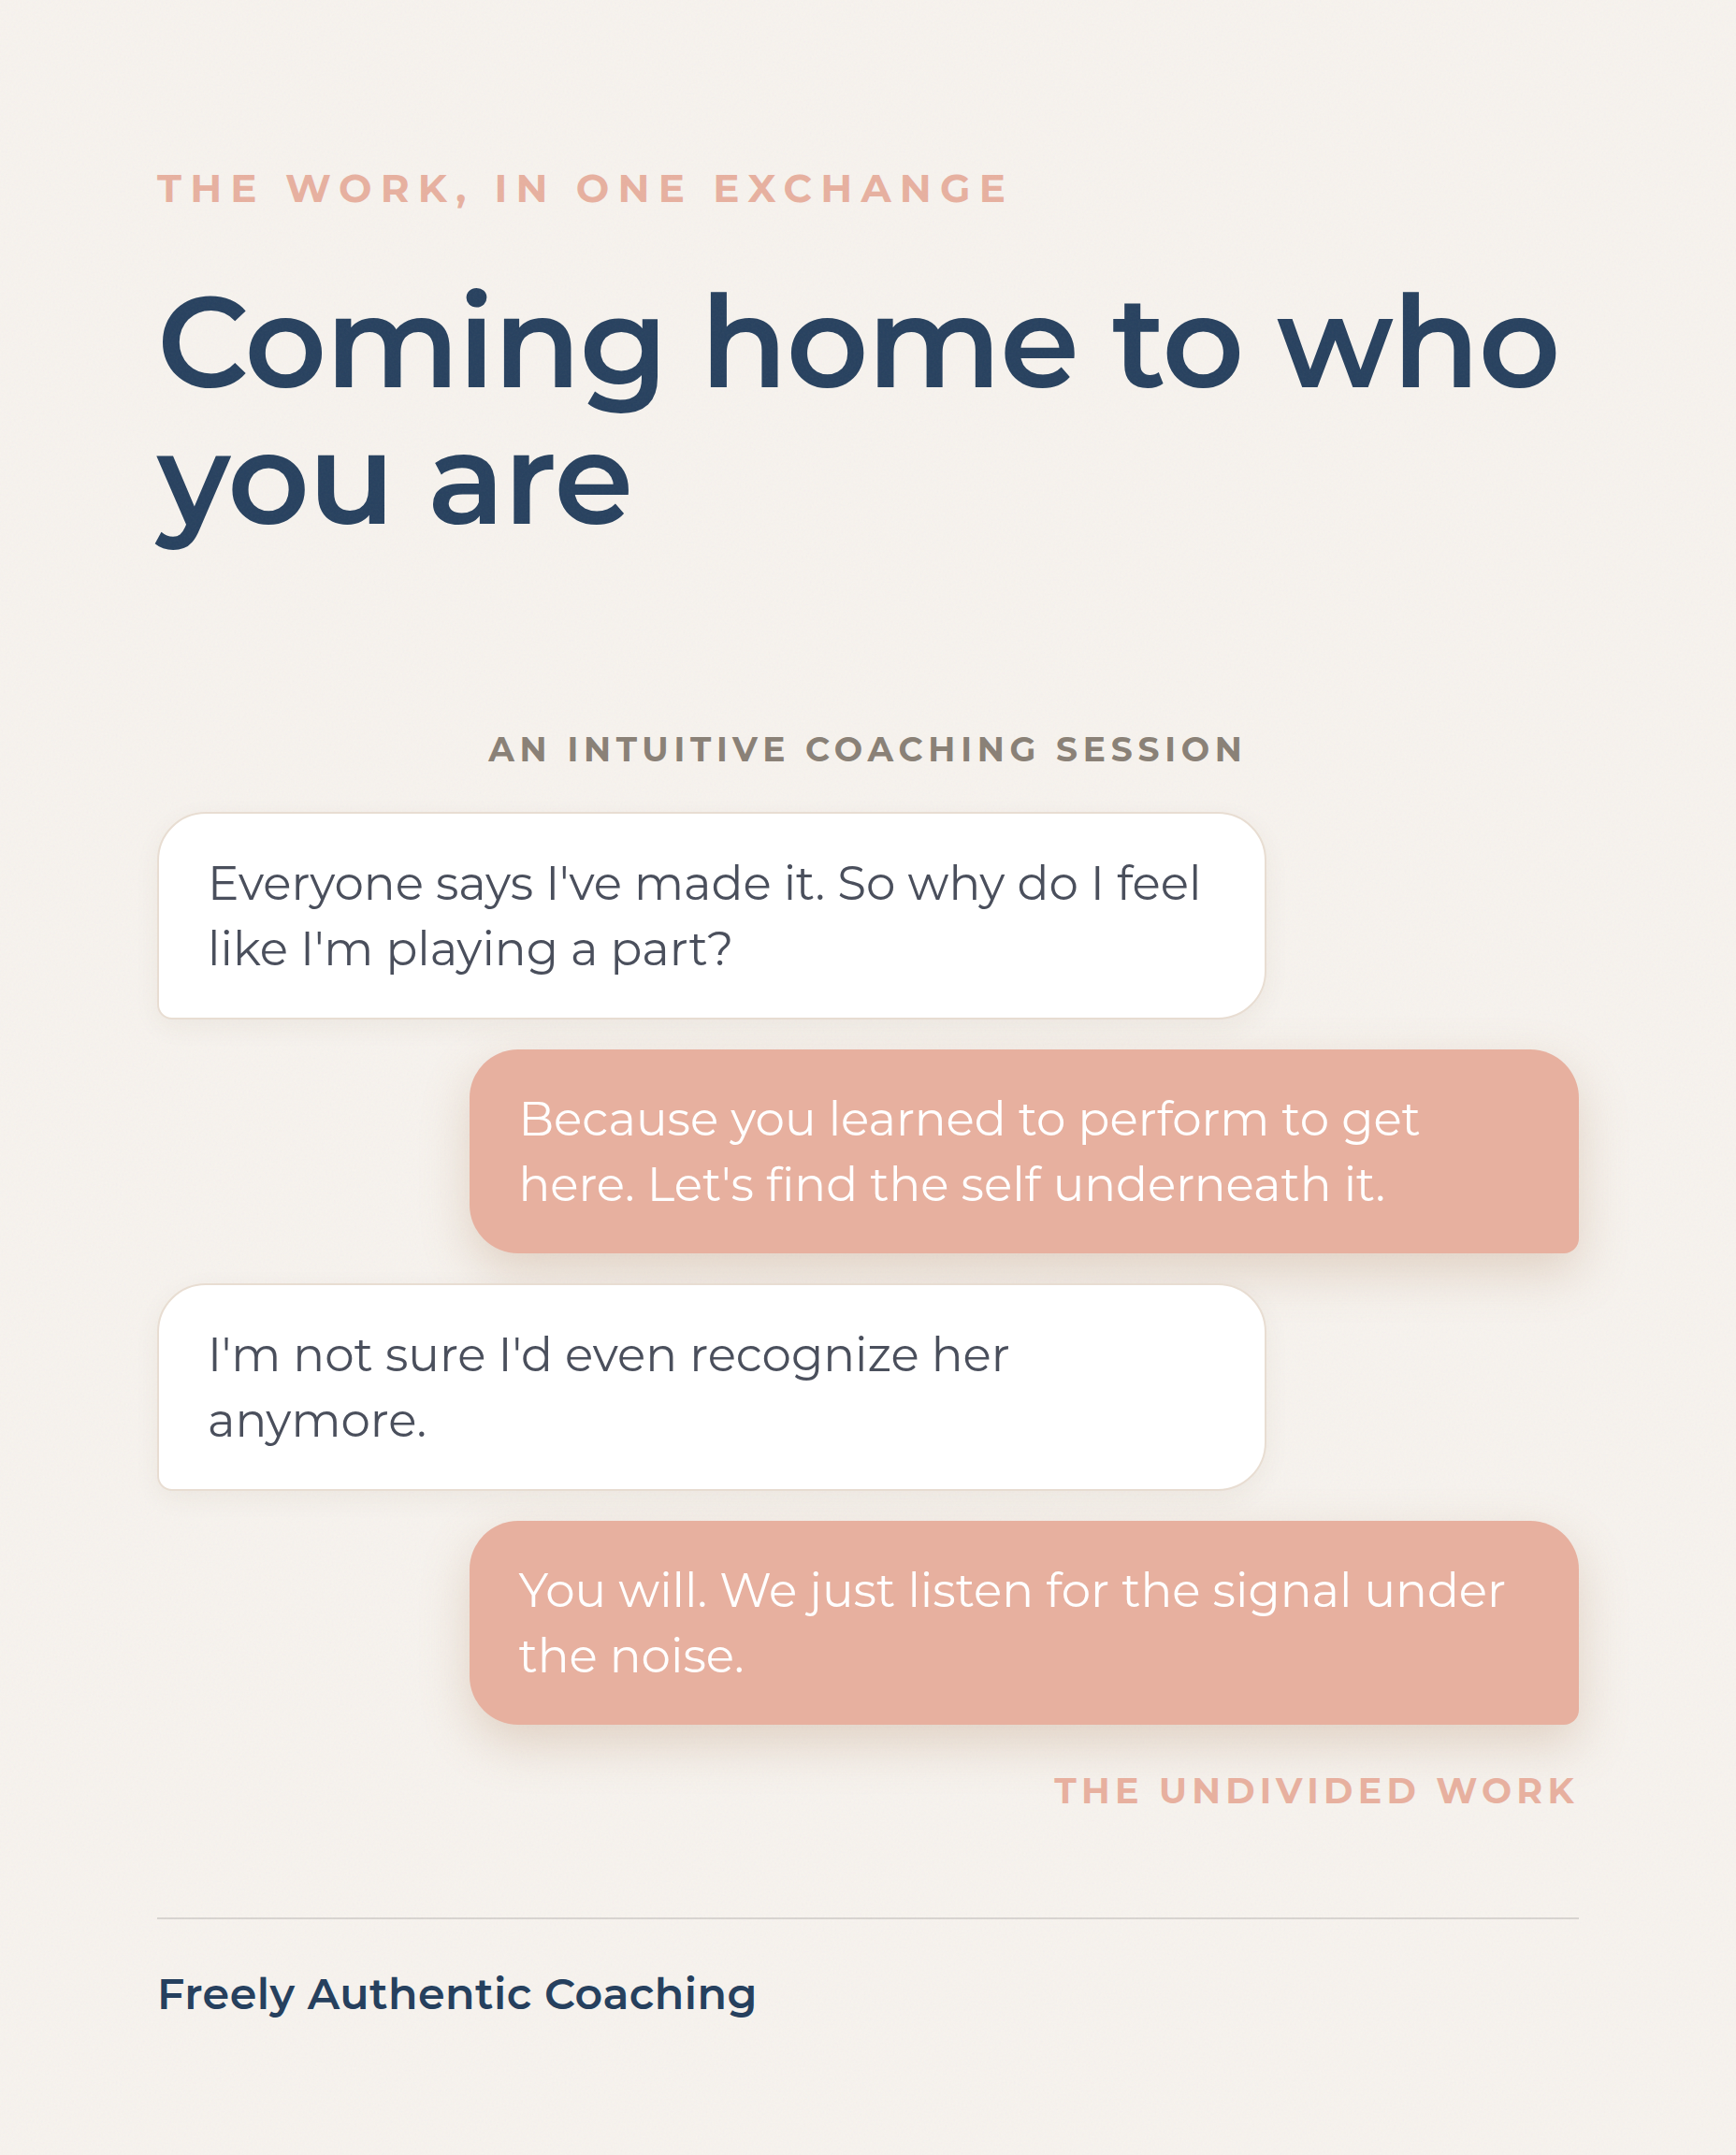 THE WORK, IN ONE EXCHANGE
Coming home to who
you are
AN INTUITIVE COACHING SESSION
Everyone says I've made it. So why do I feel
like I'm playing a part?
Because you learned to perform to get
here. Let's find the self underneath it.
I'm not sure I'd even recognize her
anymore.
You will. We just listen for the signal under
the noise.
THE UNDIVIDED WORK
Freely Authentic Coaching